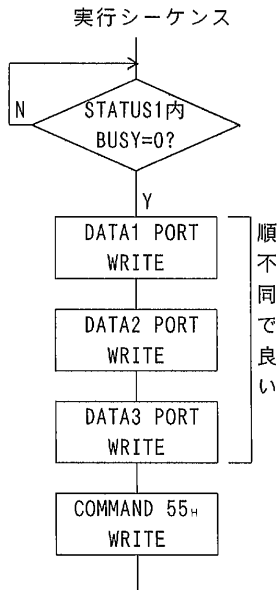 実行シーケンス
STATUS1内
BUSY=0?
N
Y
DATA1 PORT
WRITE
DATA2 PORT
WRITE
DATA3 PORT
WRITE
順不同で良い
COMMAND 55H
WRITE